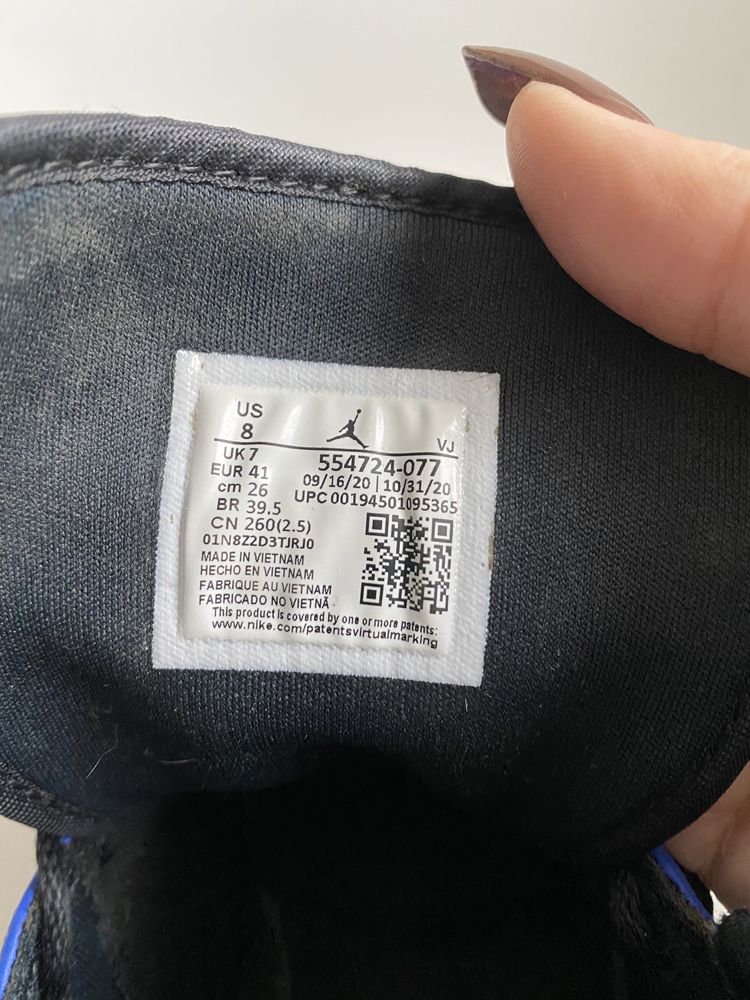 US
8
VJ
UK 7
554724-077
EUR 41
09/16/20 | 10/31/20
cm 26
UPC 00194501095365
BR 39.5
CN 260(2.5)
01N8Z2D3TJRJ0
MADE IN VIETNAM
HECHO EN VIETNAM
FABRIQUE AU VIETNAM
FABRICADO NO VIETNÃ
This product is covered by one or more patents:
www.nike.com/patentsvirtualmarking